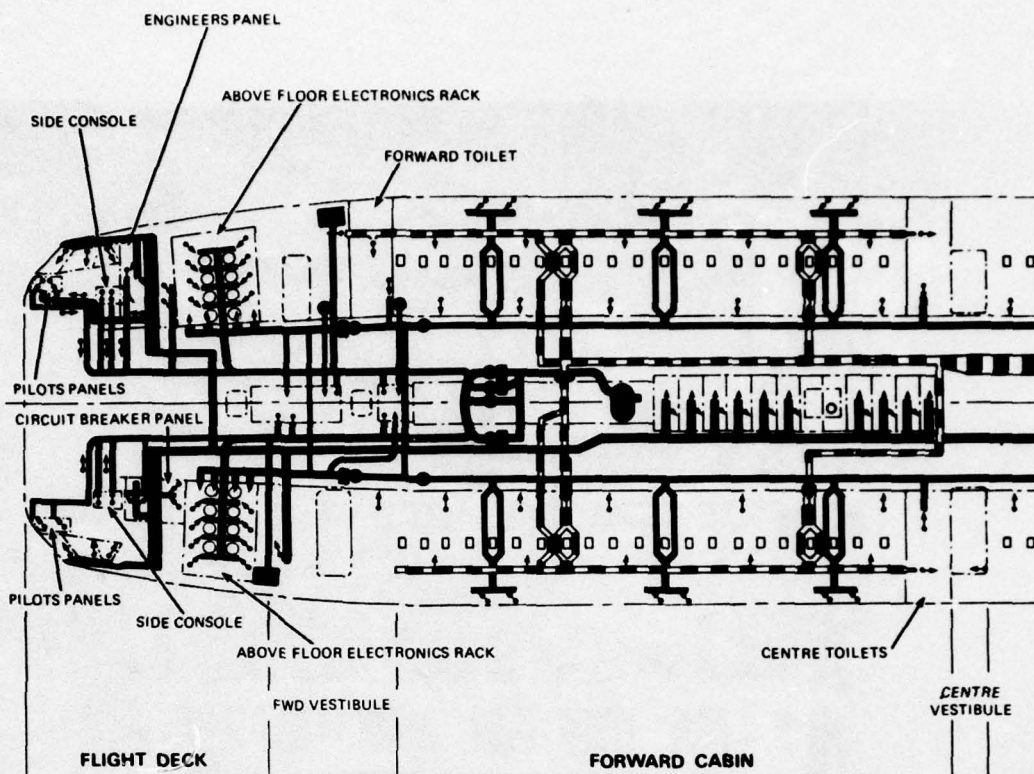 ENGINEERS PANEL
ABOVE FLOOR ELECTRONICS RACK
SIDE CONSOLE
FORWARD TOILET
PILOTS PANELS
CIRCUIT BREAKER PANEL
PILOTS PANELS
SIDE CONSOLE
ABOVE FLOOR ELECTRONICS RACK
CENTRE TOILETS
FWD VESTIBULE
CENTRE
VESTIBULE
FLIGHT DECK
FORWARD CABIN